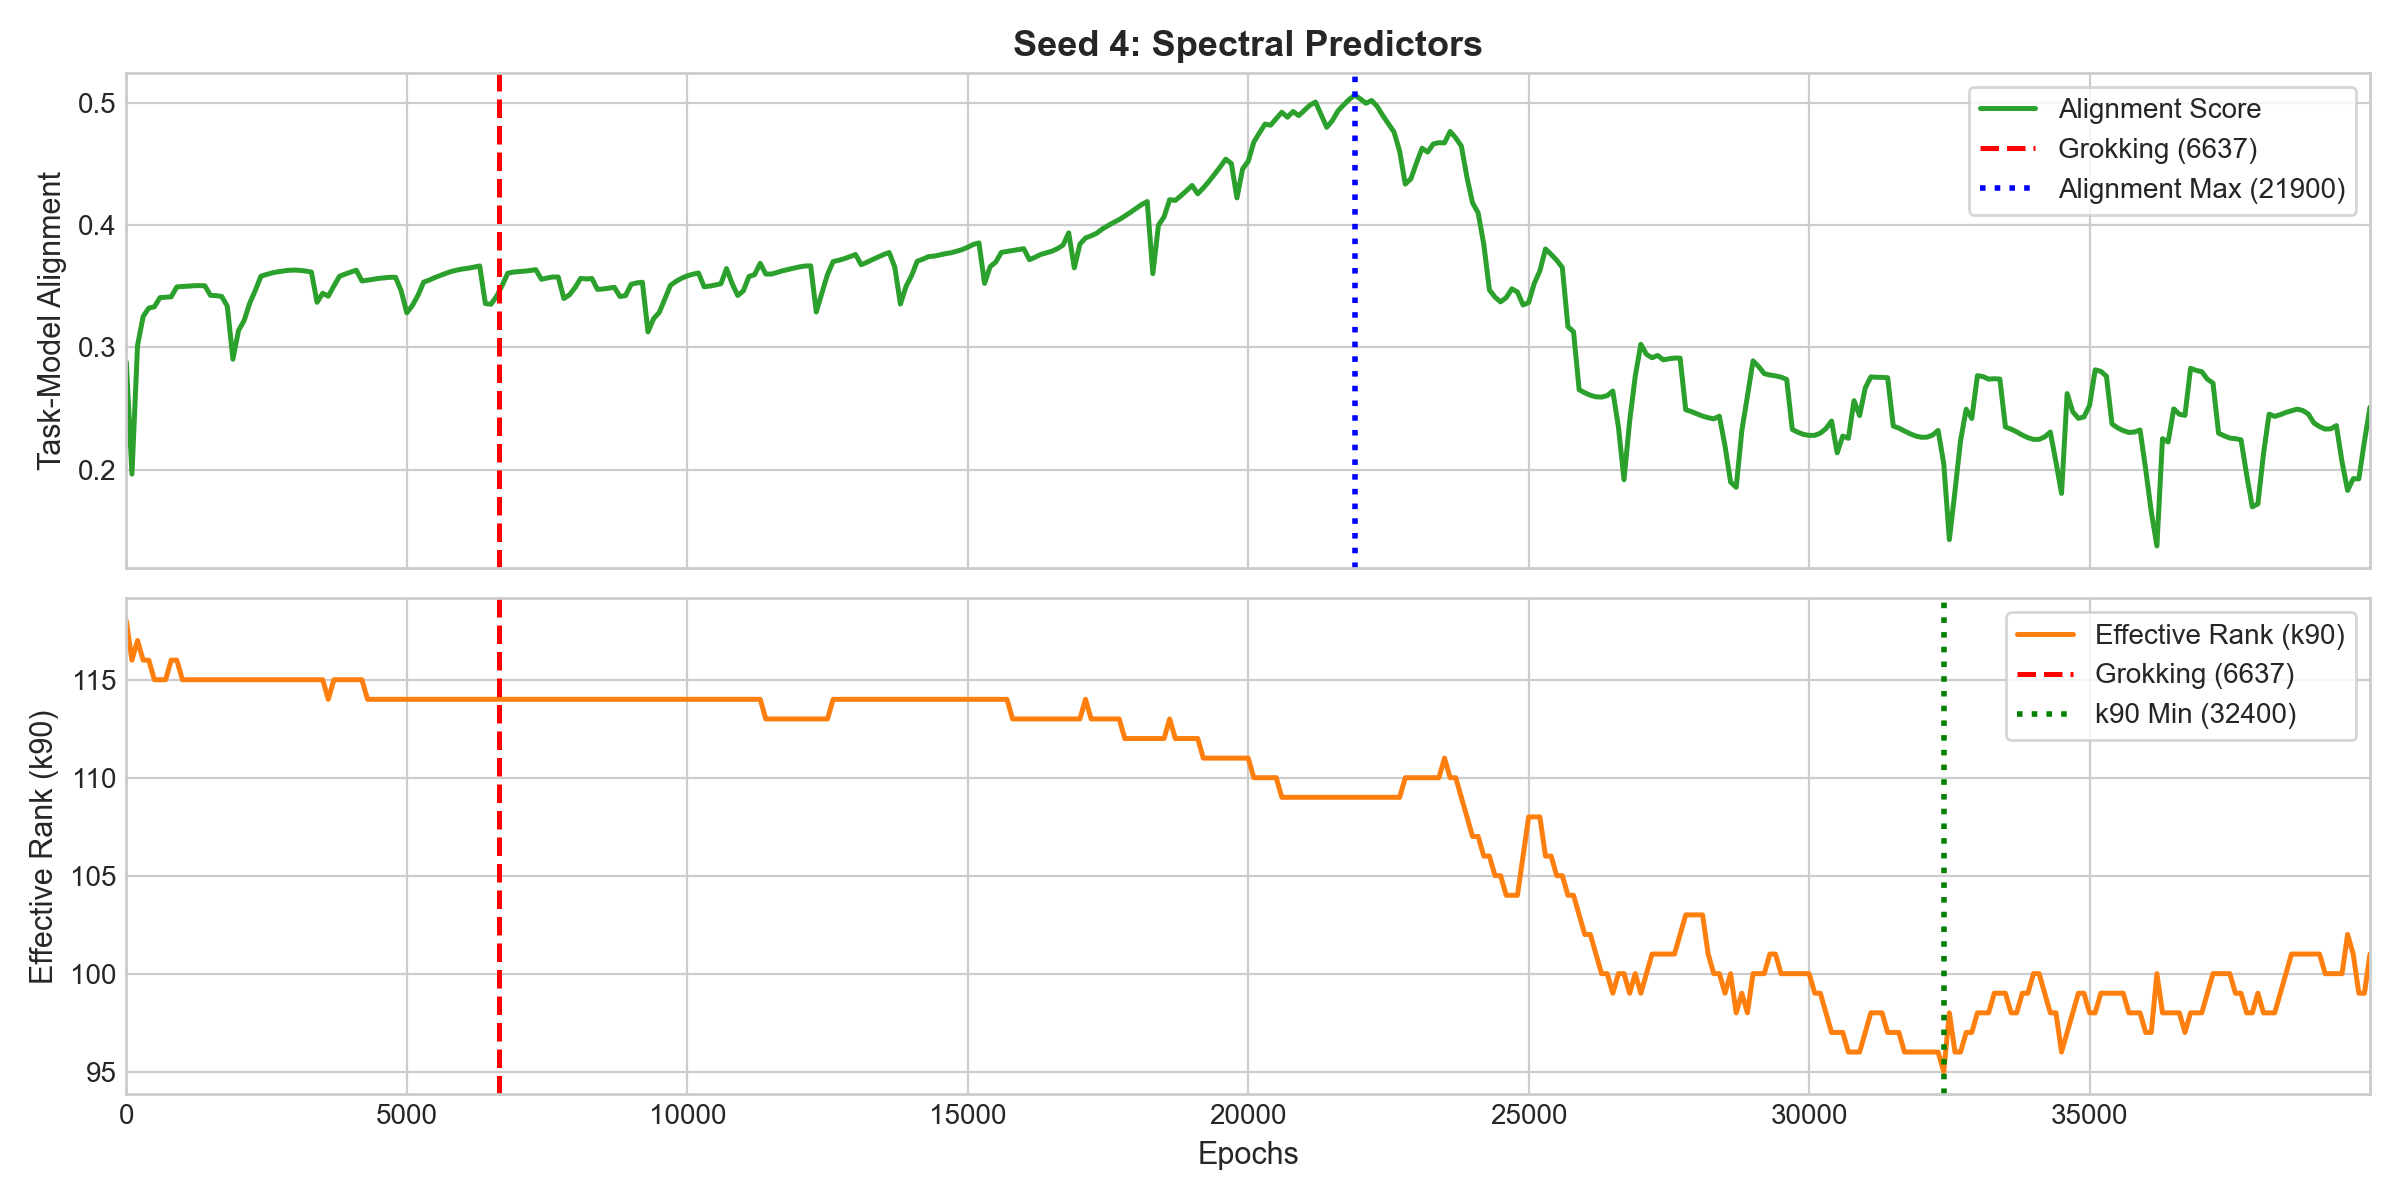 Seed 4: Spectral Predictors
Task-Model Alignment
0.5
0.4
0.3
0.2
Alignment Score
Grokking (6637)
Alignment Max (21900)
Effective Rank (k90)
115
110
105
100
95
Effective Rank (k90)
Grokking (6637)
k90 Min (32400)
0 5000 10000 15000 20000 25000 30000 35000
Epochs